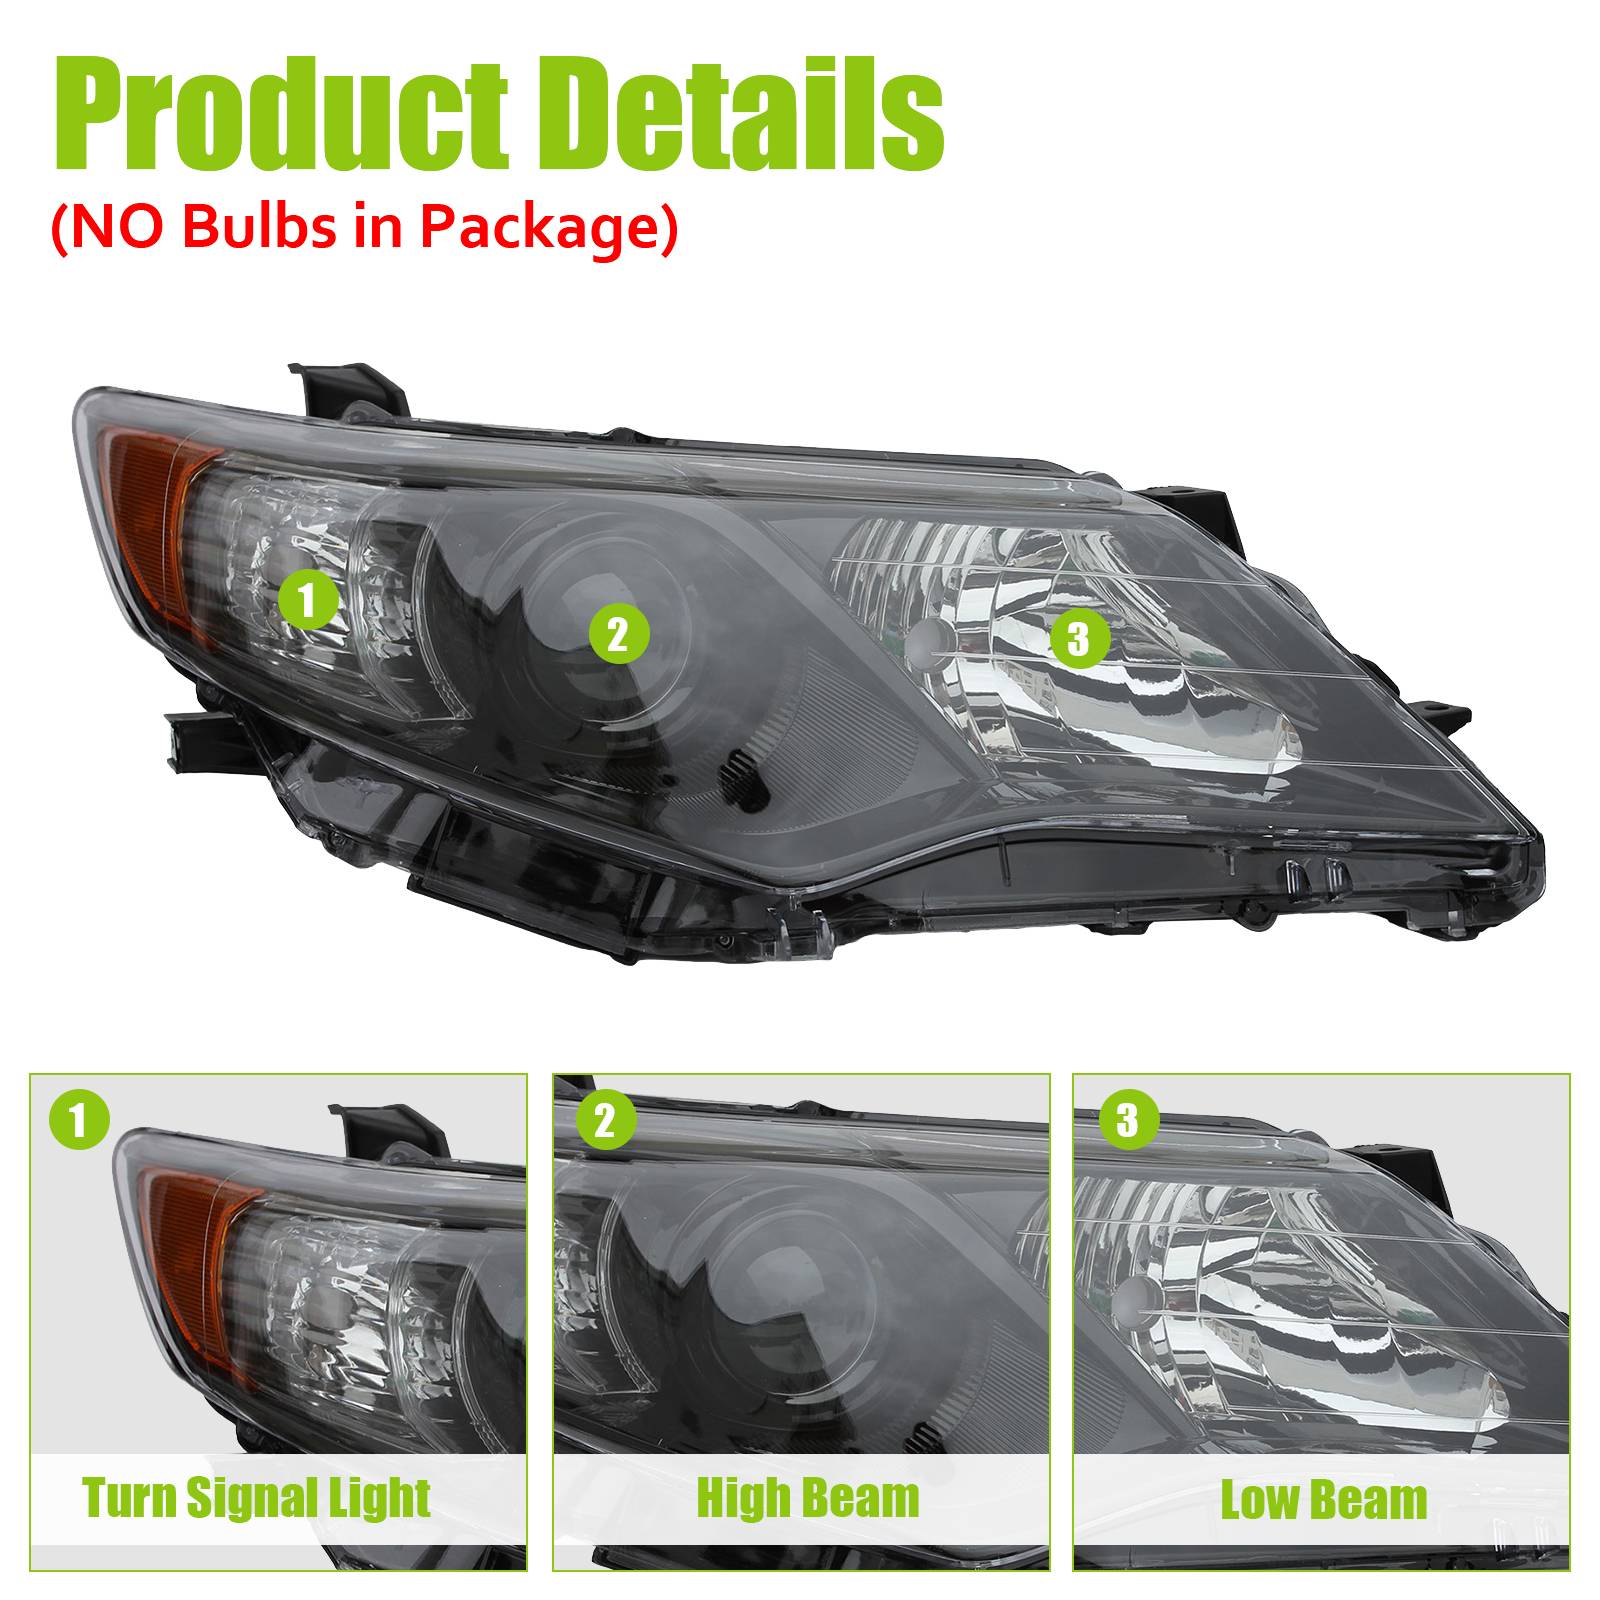 Product Details
(NO Bulbs in Package)
1
2
3
1
2
3
Turn Signal Light
High Beam
Low Beam